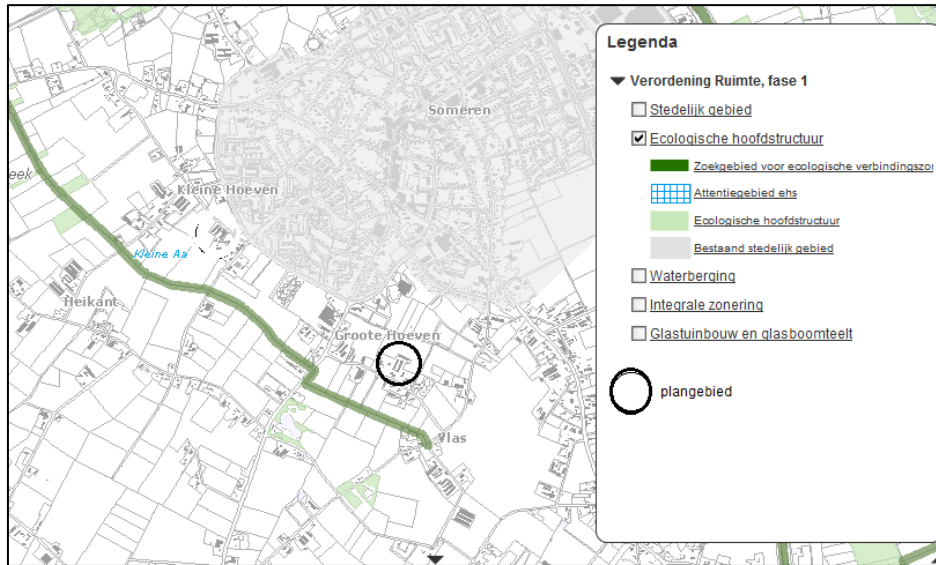 Someren
Kleine Hoeven
eek
Kleine Aa
Heikant
Groote Hoeven
Vlas
Legenda
Verordening Ruimte, fase 1
Stedelijk gebied
Ecologische hoofdstructuur
Zoekgebied voor ecologische verbindingszon
Attentiegebied ehs
Ecologische hoofdstructuur
Bestaand stedelijk gebied
Waterberging
Integrale zonering
Glastuinbouw en glasboomteelt
plangebied